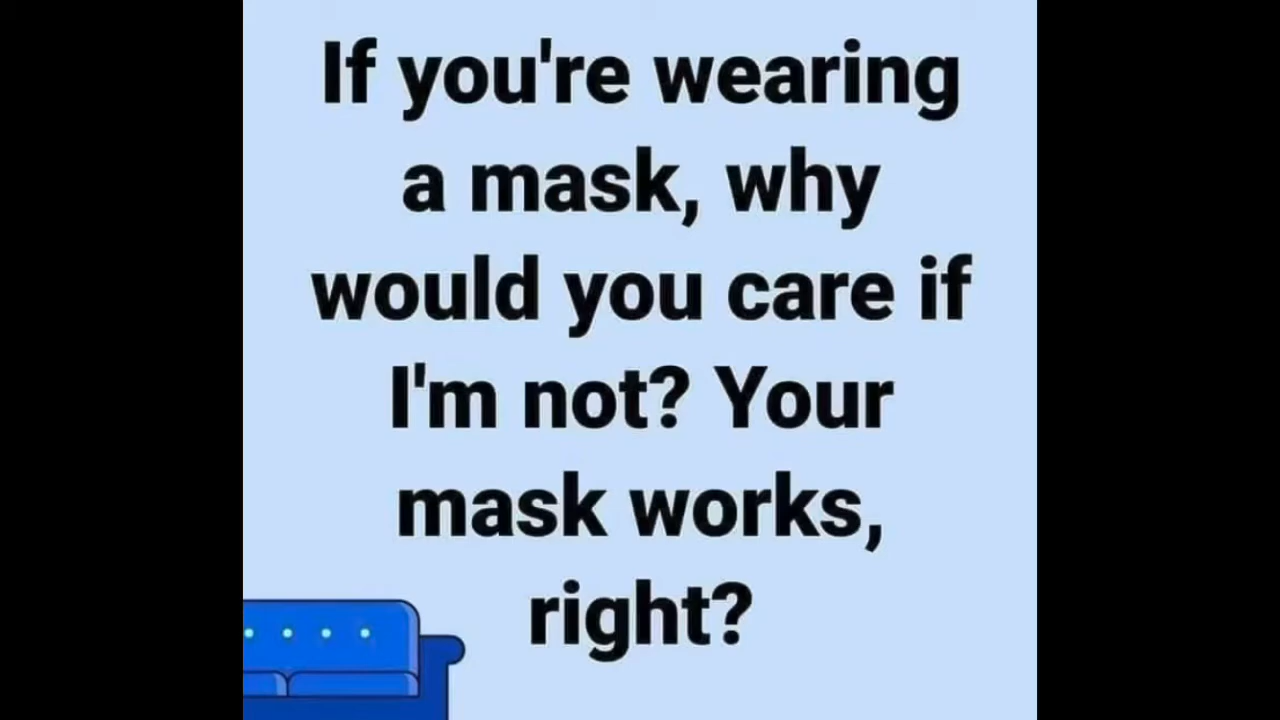 If you're wearing
a mask, why
would you care if
I'm not? Your
mask works,
right?